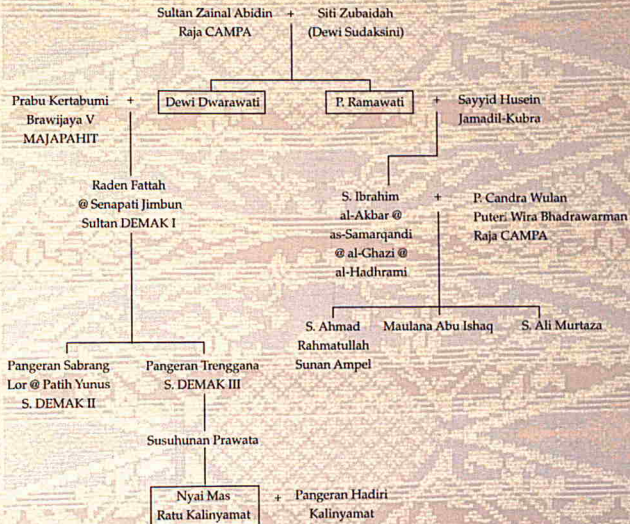 Sultan Zainal Abidin + Siti Zubaidah
Raja CAMPA (Dewi Sudaksini)
Prabu Kertabumi + Dewi Dwarawati P. Ramawati + Sayyid Husein
Brawijaya V Jamadil-Kubra
MAJAPAHIT
Raden Fattah
@ Senapati Jimbun
Sultan DEMAK I
S. Ibrahim + P. Candra Wulan
al-Akbar @ Puteri Wira Bhadrawarman
as-Samarqandi Raja CAMPA
@ al-Ghazi @
al-Hadhrami
S. Ahmad Maulana Abu Ishaq S. Ali Murtaza
Rahmatullah
Sunan Ampel
Pangeran Sabrang Pangeran Trenggana
Lor @ Patih Yunus S. DEMAK III
S. DEMAK II
Susuhunan Prawata
Nyai Mas + Pangeran Hadiri
Ratu Kalinyamat Kalinyamat